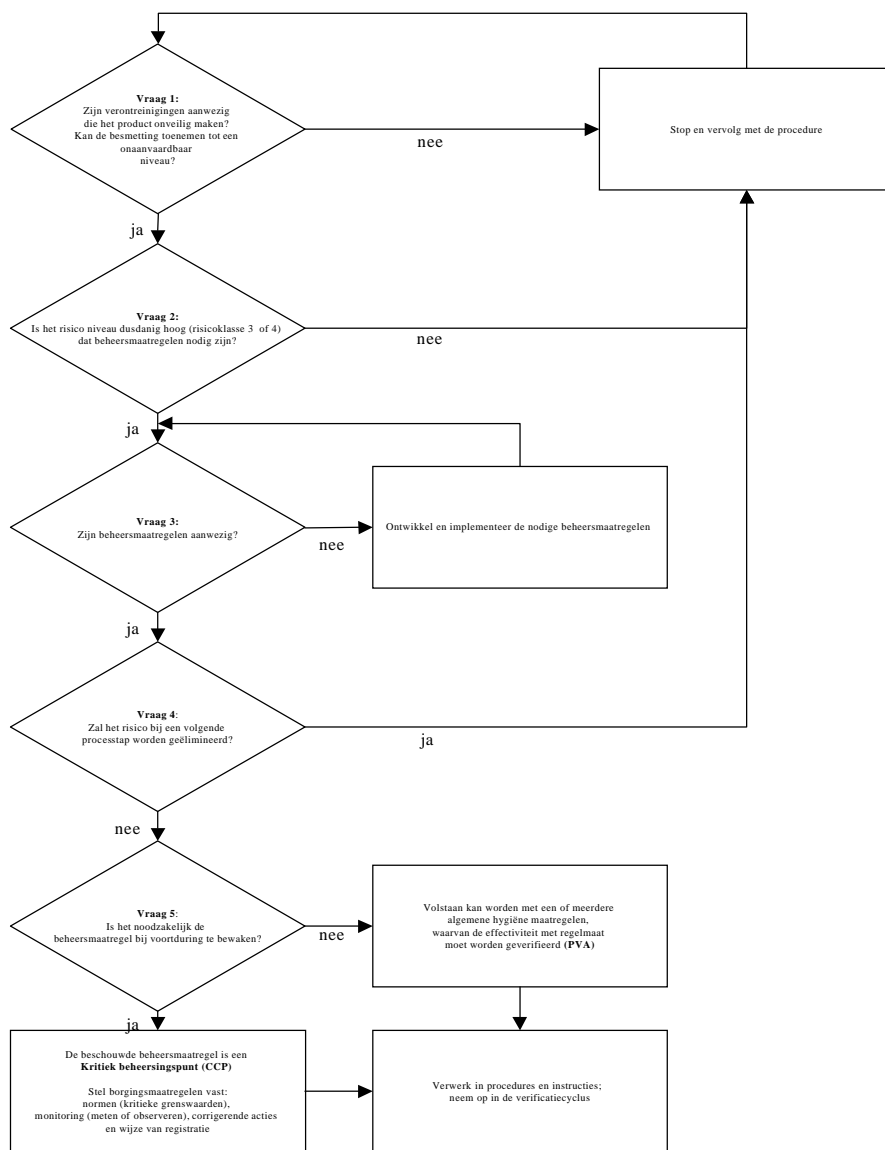 Vraag 1:
Zijn verontreinigingen aanwezig
die het product onveilig maken?
Kan de besmetting toenemen tot een
onaanvaardbaar
niveau?
nee
Stop en vervolg met de procedure
ja
Vraag 2:
Is het risico niveau dusdanig hoog (risicoklasse 3 of 4)
dat beheersmaatregelen nodig zijn?
nee
ja
Vraag 3:
Zijn beheersmaatregelen aanwezig?
nee
Ontwikkel en implementeer de nodige beheersmaatregelen
ja
Vraag 4:
Zal het risico bij een volgende
processtap worden geëlimineerd?
ja
nee
Vraag 5:
Is het noodzakelijk de
beheersmaatregel bij voortduring te bewaken?
nee
Volstaan kan worden met een of meerdere
algemene hygiëne maatregelen,
waarvan de effectiviteit met regelmaat
moet worden geverifieerd (PVA)
ja
De beschouwde beheersmaatregel is een
Kritiek beheersingspunt (CCP)
Stel borgingsmaatregelen vast:
normen (kritieke grenswaarden),
monitoring (meten of observeren), corrigerende acties
en wijze van registratie
Verwerk in procedures en instructies;
neem op in de verificatiecyclus